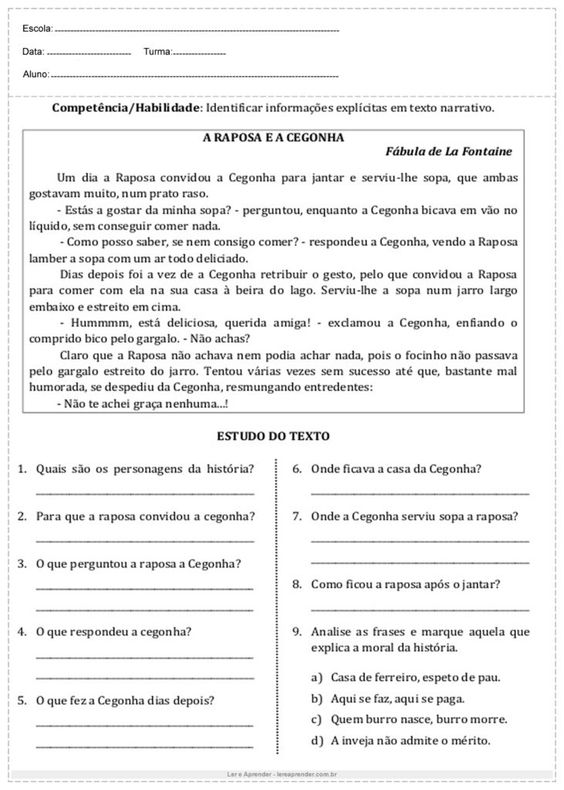 Escola:
Data: Turma:
Aluno:
Competência/Habilidade: Identificar informações explícitas em texto narrativo.
A RAPOSA E A CEGONHA
Fábula de La Fontaine
Um dia a Raposa convidou a Cegonha para jantar e serviu-lhe sopa, que ambas
gostavam muito, num prato raso.
- Estás a gostar da minha sopa? - perguntou, enquanto a Cegonha bicava em vão no
líquido, sem conseguir comer nada.
- Como posso saber, se nem consigo comer? - respondeu a Cegonha, vendo a Raposa
lamber a sopa com um ar todo deliciado.
Dias depois foi a vez de a Cegonha retribuir o gesto, pelo que convidou a Raposa
para comer com ela na sua casa à beira do lago. Serviu-lhe a sopa num jarro largo
embaixo e estreito em cima.
- Hummmm, está deliciosa, querida amiga! - exclamou a Cegonha, enfiando o
comprido bico pelo gargalo. - Não achas?
Claro que a Raposa não achava nem podia achar nada, pois o focinho não passava
pelo gargalo estreito do jarro. Tentou várias vezes sem sucesso até que, bastante mal
humorada, se despediu da Cegonha, resmungando entredentes:
- Não te achei graça nenhuma...!
ESTUDO DO TEXTO
1. Quais são os personagens da história?
2. Para que a raposa convidou a cegonha?
3. O que perguntou a raposa a Cegonha?
4. O que respondeu a cegonha?
5. O que fez a Cegonha dias depois?
6. Onde ficava a casa da Cegonha?
7. Onde a Cegonha serviu sopa a raposa?
8. Como ficou a raposa após o jantar?
9. Analise as frases e marque aquela que
explica a moral da história.
a) Casa de ferreiro, espeto de pau.
b) Aqui se faz, aqui se paga.
c) Quem burro nasce, burro morre.
d) A inveja não admite o mérito.
Ler e Aprender - lereaprender.com.br